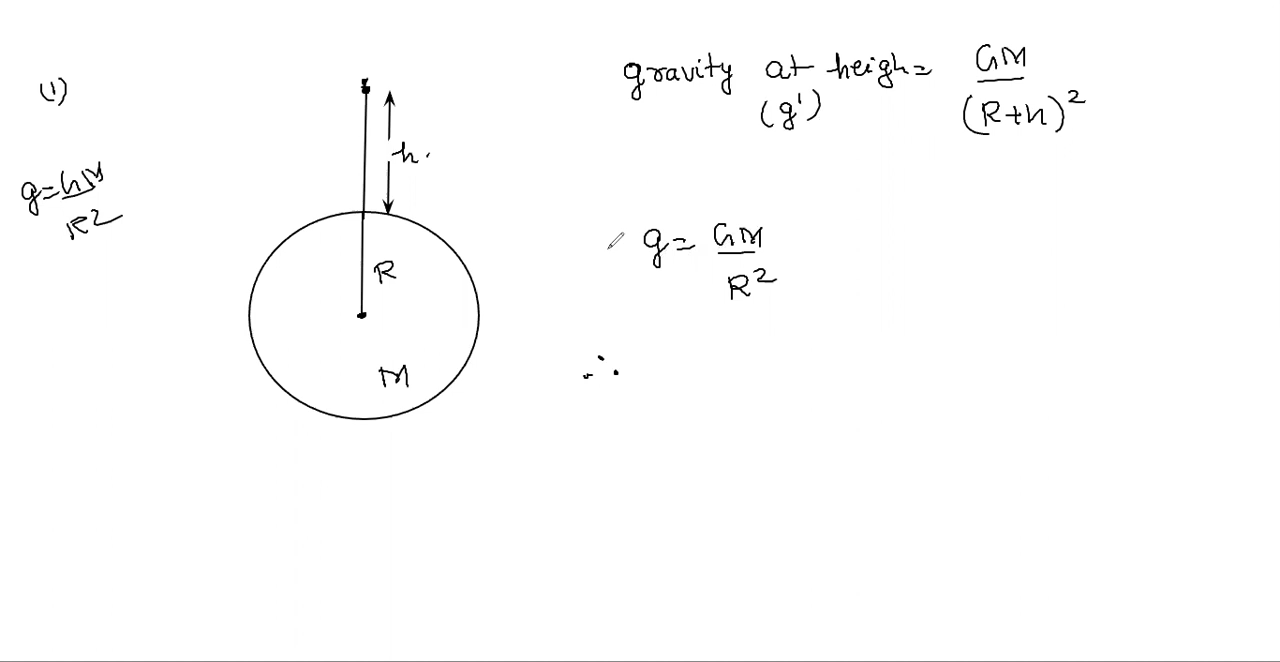 (1)
g=GM
R2
h.
R
M
gravity at heigh= GM
(g') (R+h)2
g= GM
R2
∴